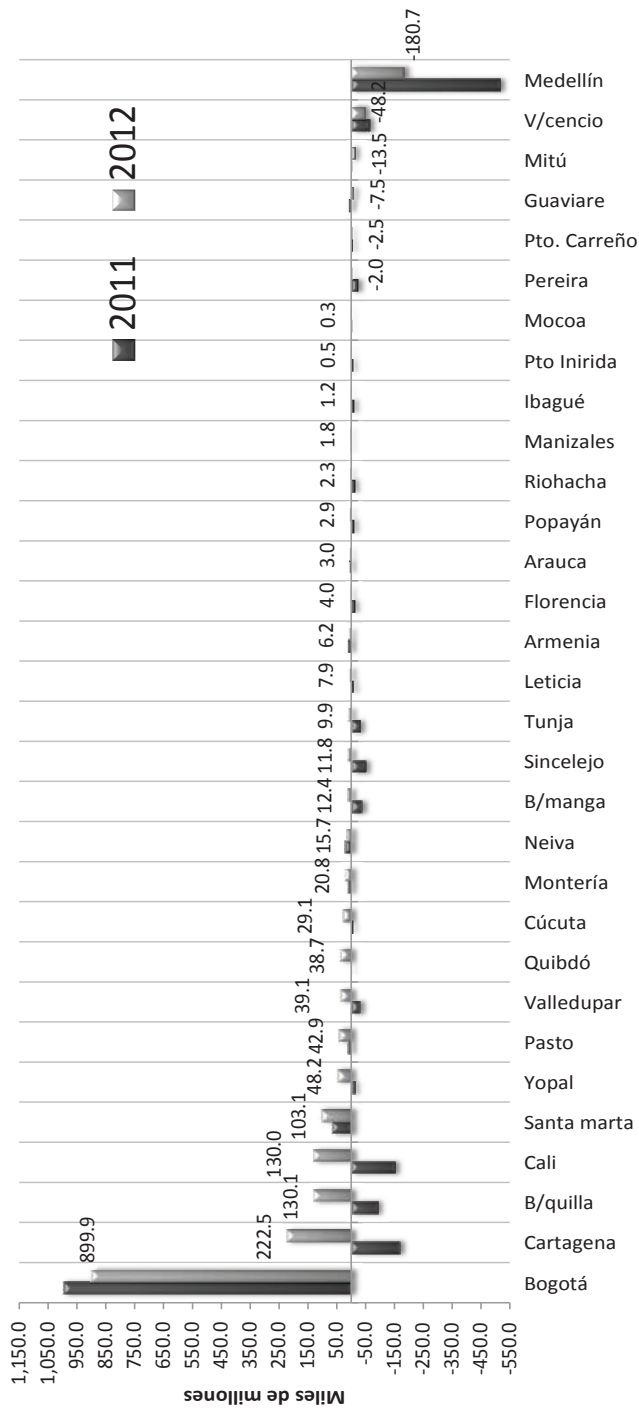 2011
2012
Miles de millones
1,150.0
1,050.0
950.0
850.0
750.0
650.0
550.0
450.0
350.0
250.0
150.0
50.0
-50.0
-150.0
-250.0
-350.0
-450.0
-550.0
899.9
222.5
130.1
130.0
103.1
48.2
42.9
39.1
38.7
29.1
20.8
15.7
12.4
11.8
9.9
7.9
6.2
4.0
3.0
2.9
2.3
1.8
1.2
0.5
0.3
-2.0
-2.5
-7.5
-13.5
-48.2
-180.7
Bogotá
Cartagena
B/quilla
Cali
Santa marta
Yopal
Pasto
Valledupar
Quibdó
Cúcuta
Montería
Neiva
B/manga
Sincelejo
Tunja
Leticia
Armenia
Florencia
Arauca
Popayán
Riohacha
Manizales
Ibagué
Pto Inirida
Mocoa
Pereira
Pto. Carreño
Guaviare
Mitú
V/cencio
Medellín